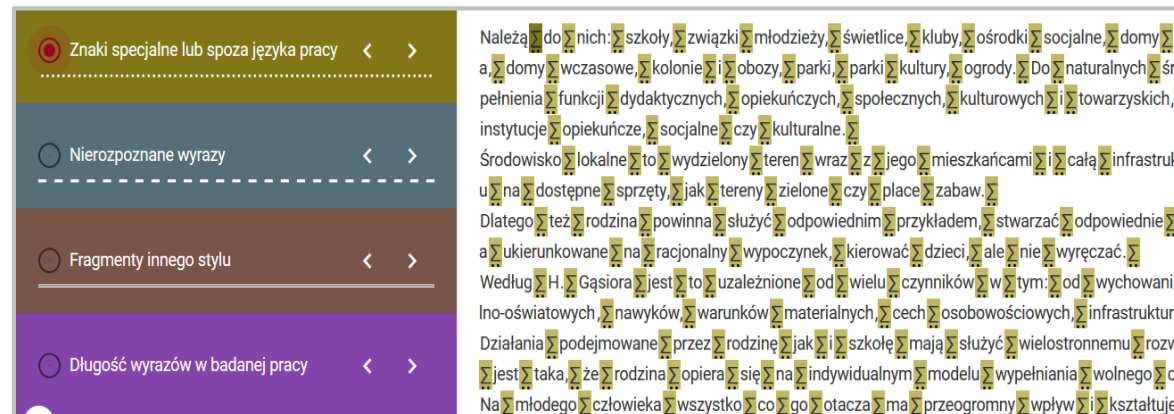 Znaki specjalne lub spoza języka pracy
Nierozpoznane wyrazy
Fragmenty innego stylu
Długość wyrazów w badanej pracy
Należą∑do∑nich:∑szkoły,∑związki∑młodzieży,∑świetlice,∑kluby,∑ośrodki∑socjalne,∑domy∑
a,∑domy∑wczasowe,∑kolonie∑i∑obozy,∑parki,∑parki∑kultury,∑ogrody.∑Do∑naturalnych∑śr
pełnienia∑funkcji∑dydaktycznych,∑opiekuńczych,∑społecznych,∑kulturowych∑i∑towarzyskich,
instytucje∑opiekuńcze,∑socjalne∑czy∑kulturalne.∑
Środowisko∑lokalne∑to∑wydzielony∑teren∑wraz∑z∑jego∑mieszkańcami∑i∑całą∑infrastruk
u∑na∑dostępne∑sprzęty,∑jak∑tereny∑zielone∑czy∑place∑zabaw.∑
Dlatego∑też∑rodzina∑powinna∑służyć∑odpowiednim∑przykładem,∑stwarzać∑odpowiednie∑
a∑ukierunkowane∑na∑racjonalny∑wypoczynek,∑kierować∑dzieci,∑ale∑nie∑wyręczać.∑
Według∑H.∑Gąsiora∑jest∑to∑uzależnione∑od∑wielu∑czynników∑w∑tym:∑od∑wychowani
lno-oświatowych,∑nawyków,∑warunków∑materialnych,∑cech∑osobowościowych,∑infrastruktur
Działania∑podejmowane∑przez∑rodzinę∑jak∑i∑szkołę∑mają∑służyć∑wielostronnemu∑rozw
∑jest∑taka,∑że∑rodzina∑opiera∑się∑na∑indywidualnym∑modelu∑wypełniania∑wolnego∑c
Na∑młodego∑człowieka∑wszystko∑co∑go∑otacza∑ma∑przeogromny∑wpływ∑i∑kształtuje